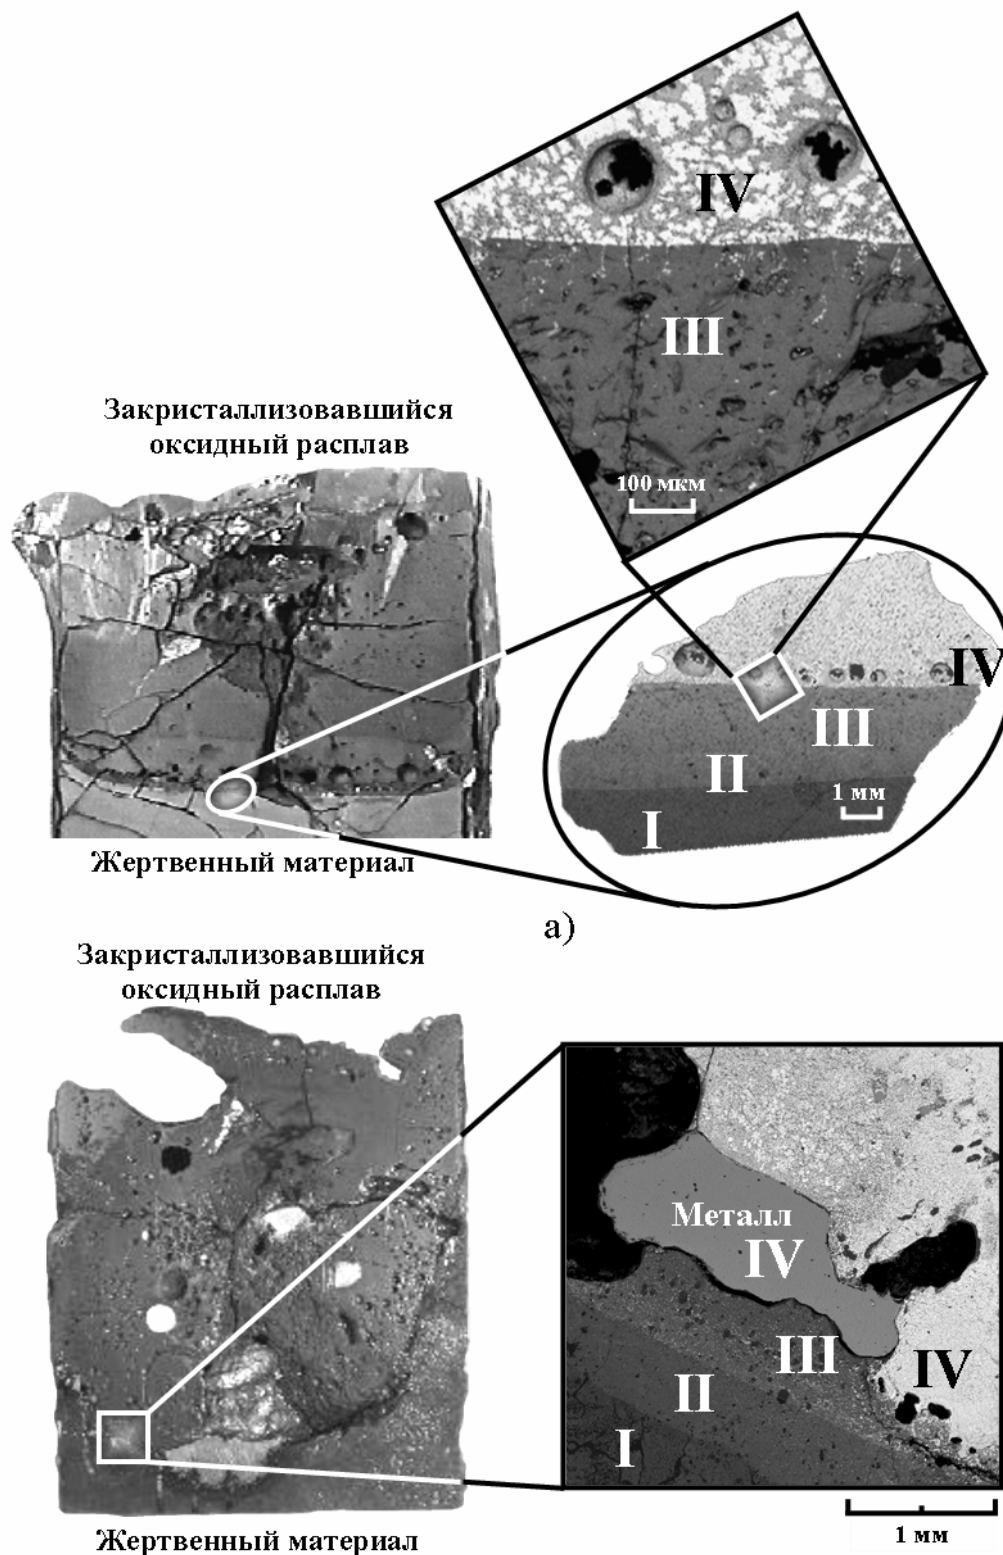 IV
III
100 мкм
Закристаллизовавшийся
оксидный расплав
IV
III
II
1 мм
I
Жертвенный материал
а)
Закристаллизовавшийся
оксидный расплав
Металл
IV
III
IV
II
I
1 мм
Жертвенный материал